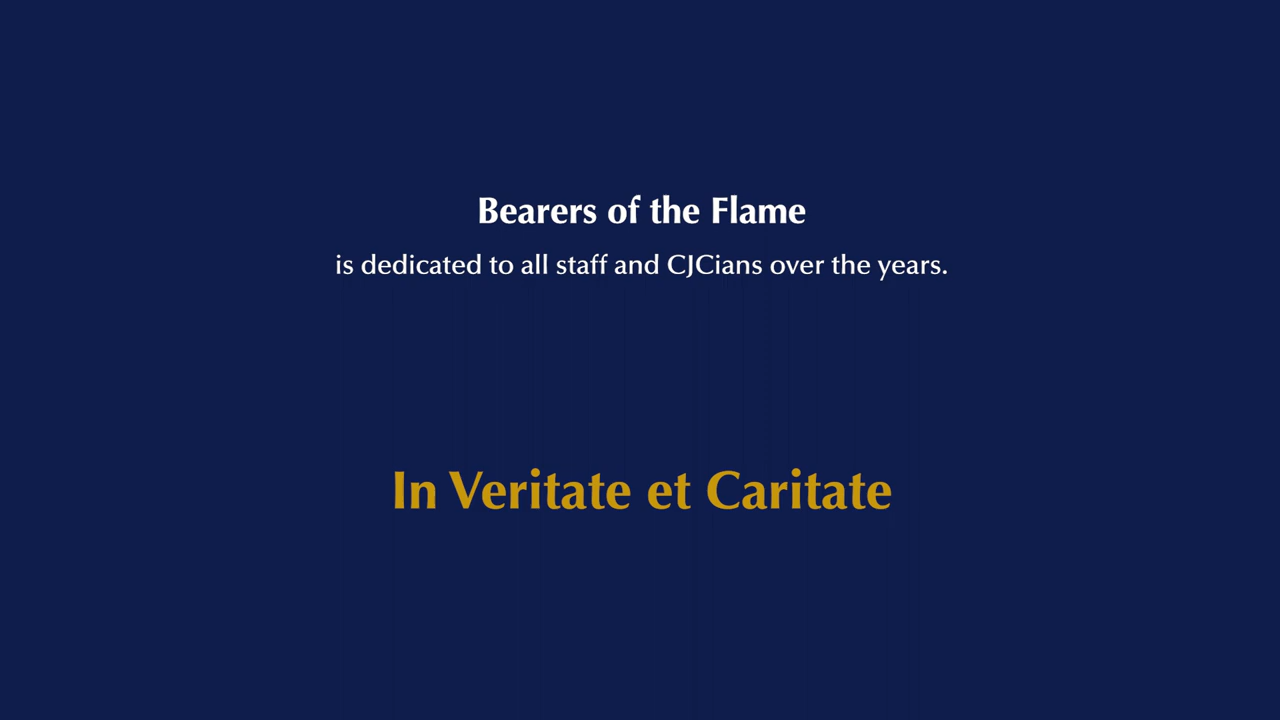 Bearers of the Flame
is dedicated to all staff and CJCians over the years.
In Veritate et Caritate